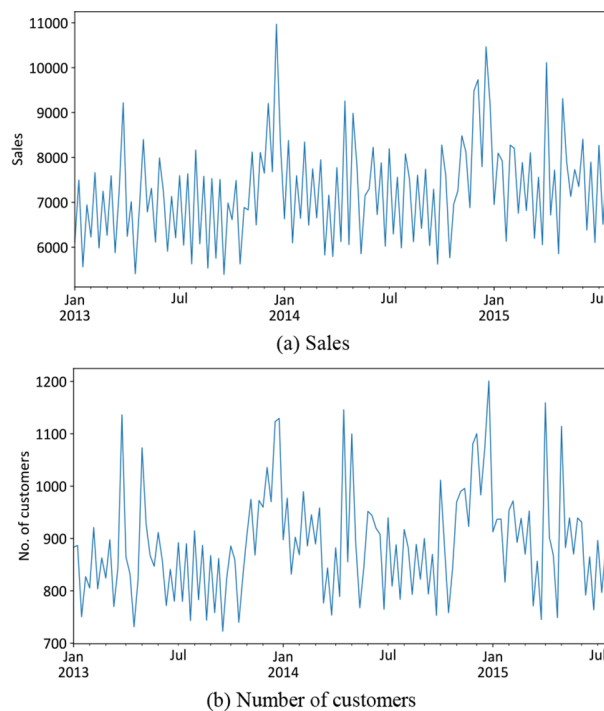 11000
10000
9000
8000
7000
6000
Sales
Jan Jul Jan Jul Jan Jul
2013 2014 2015
(a) Sales
1200
1100
1000
900
800
700
No. of customers
Jan Jul Jan Jul Jan Jul
2013 2014 2015
(b) Number of customers